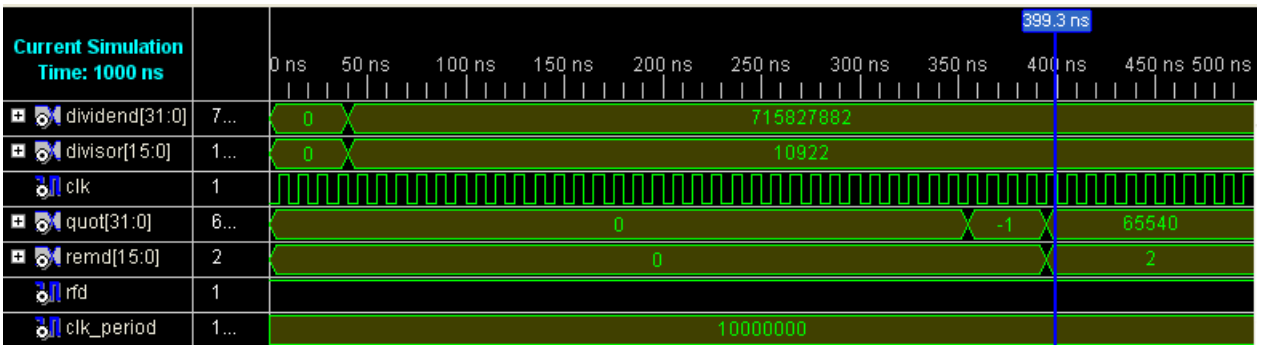 399.3 ns
Current Simulation
Time: 1000 ns
0 ns 50 ns 100 ns 150 ns 200 ns 250 ns 300 ns 350 ns 400 ns 450 ns 500 ns
dividend[31:0] 7... 0 715827882
divisor[15:0] 1... 0 10922
clk 1
quot[31:0] 6... 0 -1 65540
remd[15:0] 2 0 2
rfd 1
clk_period 1... 10000000